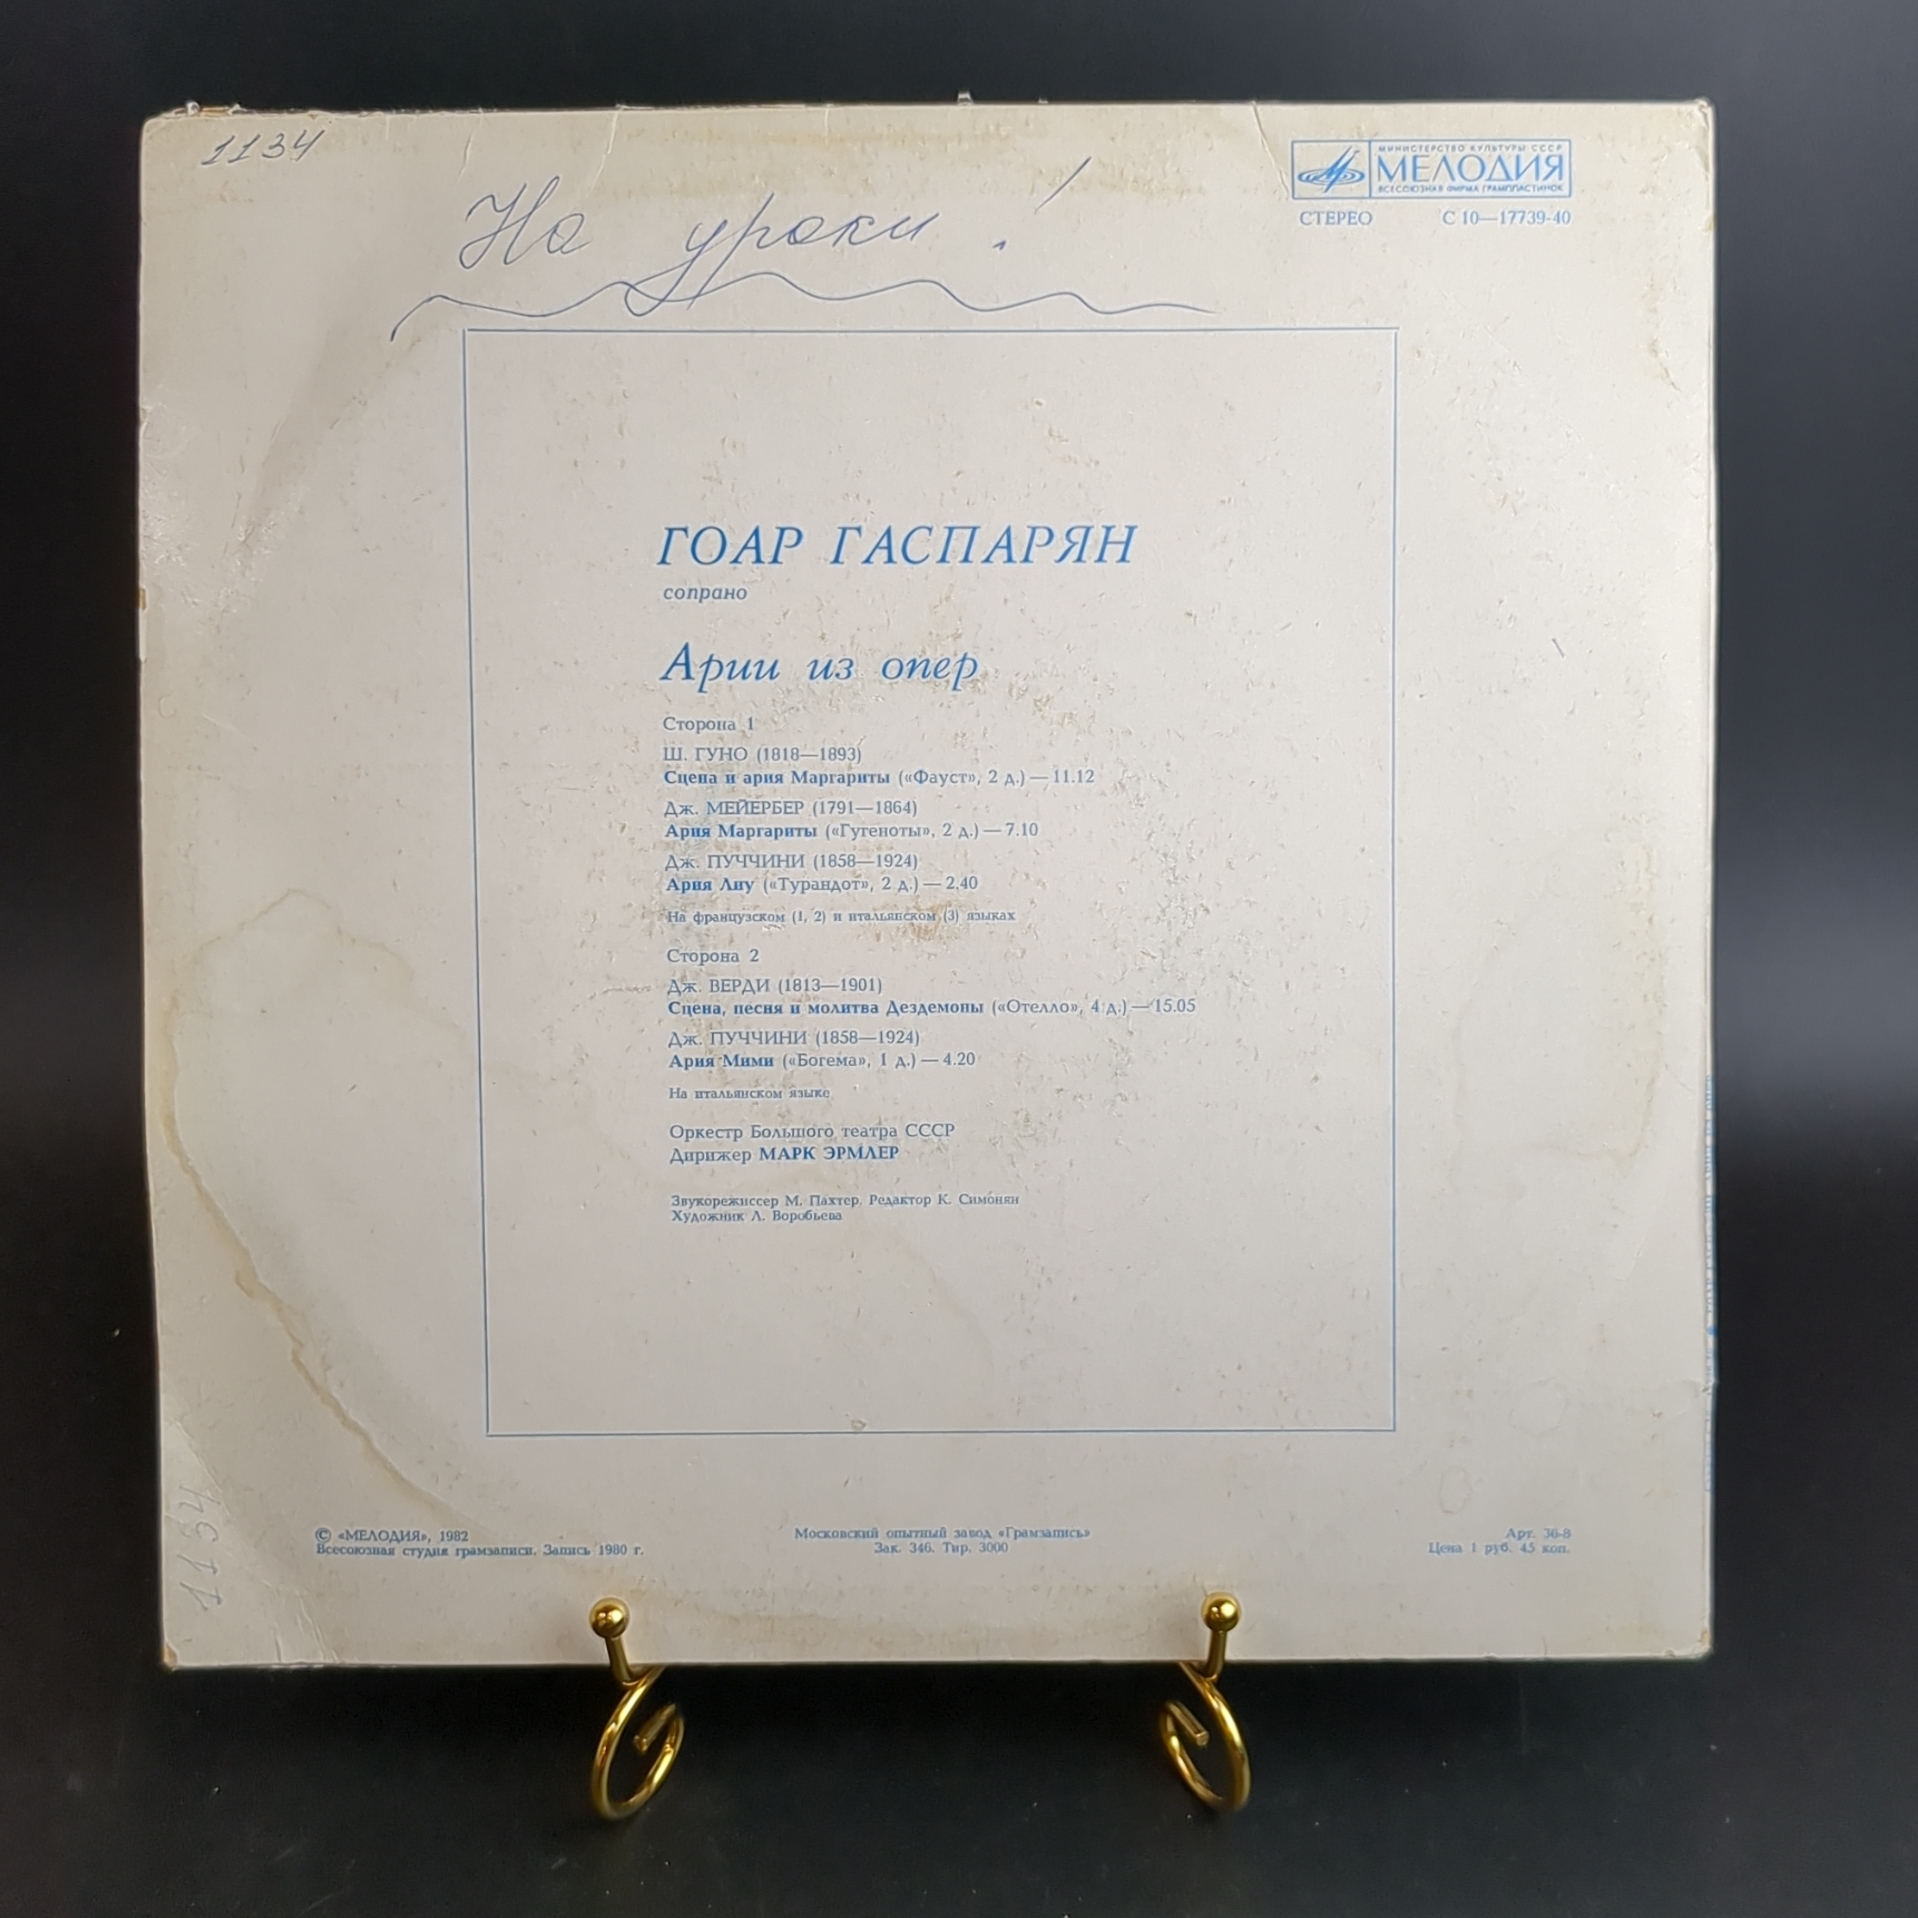 1134
На уроки!
МИНИСТЕРСТВО КУЛЬТУРЫ СССР
МЕЛОДИЯ
ВСЕСОЮЗНАЯ ФИРМА ГРАМПЛАСТИНОК
СТЕРЕО С 10—17739-40
ГОАР ГАСПАРЯН
сопрано
Арии из опер
Сторона 1
Ш. ГУНО (1818—1893)
Сцена и ария Маргариты («Фауст», 2 д.) — 11.12
Дж. МЕЙЕРБЕР (1791—1864)
Ария Маргариты («Гугеноты», 2 д.) — 7.10
Дж. ПУЧЧИНИ (1858—1924)
Ария Лиу («Турандот», 2 д.) — 2.40
На французском (1, 2) и итальянском (3) языках
Сторона 2
Дж. ВЕРДИ (1813—1901)
Сцена, песня и молитва Дездемоны («Отелло», 4 д.) — 15.05
Дж. ПУЧЧИНИ (1858—1924)
Ария Мими («Богема», 1 д.) — 4.20
На итальянском языке
Оркестр Большого театра СССР
Дирижер МАРК ЭРМЛЕР
Звукорежиссер М. Пахтер. Редактор К. Симонян
Художник Л. Воробьева
1134
© «МЕЛОДИЯ», 1982
Всесоюзная студия грамзаписи. Запись 1980 г.
Московский опытный завод «Грамзапись»
Зак. 346. Тир. 3000
Арт. 36-8
Цена 1 руб. 45 коп.